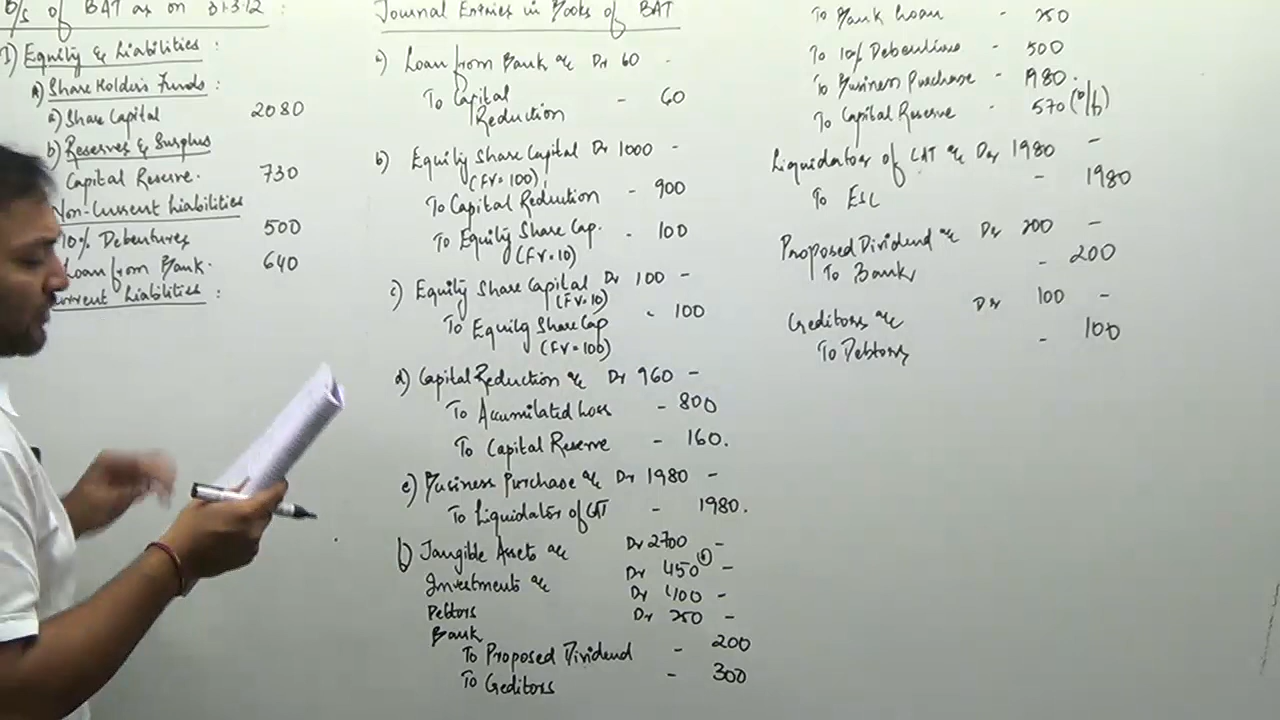 B/s of BAT as on 31.3.12 :
1) Equity & Liabilities :
A) ShareHolder's Funds :
a) Share Capital 2080
b) Reserves & Surplus
Capital Reserve. 730
Non-Current Liabilities
10% Debentures 500
Loan from Bank. 640
Current Liabilities :
Journal Entries in Books of BAT
a) Loan from Bank a/c Dr 60 -
To Capital Reduction - 60
b) Equity Share Capital Dr 1000 -
(FV=100)
To Capital Reduction - 900
To Equity Share Cap. - 100
(FV=10)
c) Equity Share Capital Dr 100 -
(FV=10)
To Equity Share Cap - 100
(FV=100)
d) Capital Reduction a/c Dr 960 -
To Accumilated Loss - 800
To Capital Reserve - 160.
e) Business Purchase a/c Dr 1980 -
To Liquidator of CAT - 1980.
f) Tangible Assets a/c Dr 2700 -
Investments a/c Dr 450 -
Debtors Dr 400 -
Bank Dr 250 -
To Proposed Dividend - 200
To Creditors - 300
To Bank Loan - 250
To 10% Debentures - 500
To Business Purchase - 1980.
To Capital Reserve - 570 (b/f)
Liquidator of CAT a/c Dr 1980 -
To ESC - 1980
Proposed Dividend a/c Dr 200 -
To Bank - 200
Creditors a/c Dr 100 -
To Debtors - 100